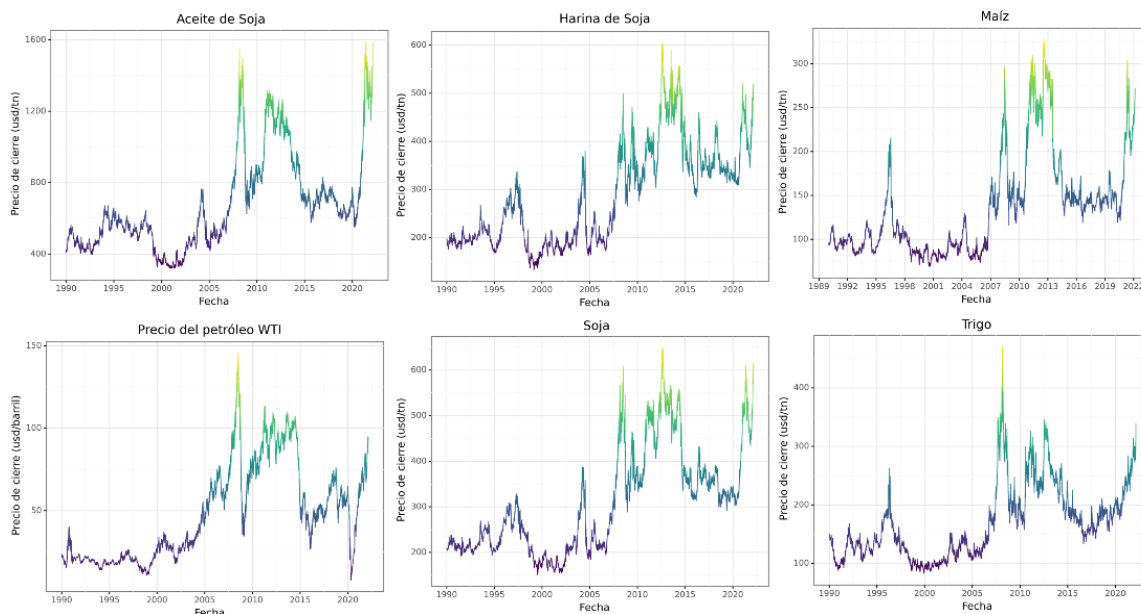 Aceite de Soja
Precio de cierre (usd/tn)
1600
1200
800
400
1990 1995 2000 2005 2010 2015 2020
Fecha
Harina de Soja
Precio de cierre (usd/tn)
600
500
400
300
200
1990 1995 2000 2005 2010 2015 2020
Fecha
Maíz
Precio de cierre (usd/tn)
300
250
200
150
100
1989 1992 1995 1998 2001 2004 2007 2010 2013 2016 2019 2022
Fecha
Precio del petróleo WTI
Precio de cierre (usd/barril)
150
100
50
1990 1995 2000 2005 2010 2015 2020
Fecha
Soja
Precio de cierre (usd/tn)
600
500
400
300
200
1990 1995 2000 2005 2010 2015 2020
Fecha
Trigo
Precio de cierre (usd/tn)
400
300
200
100
1990 1995 2000 2005 2010 2015 2020
Fecha